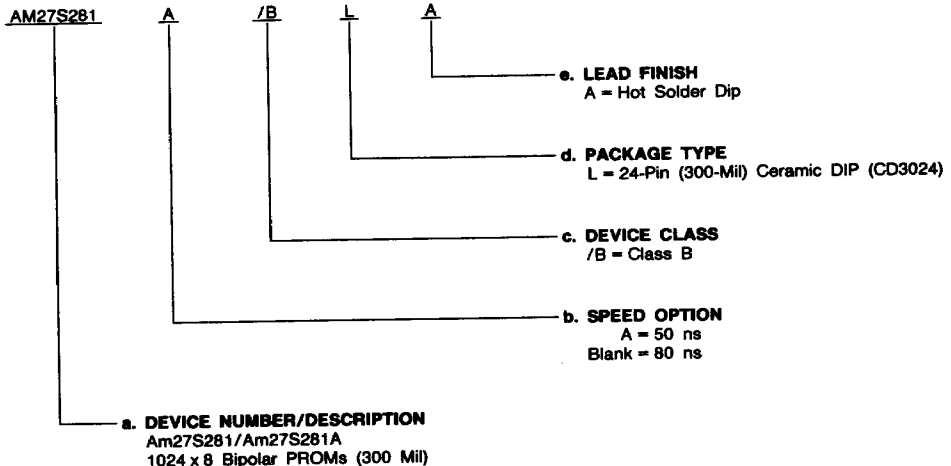 AM27S281 A /B L A
e. LEAD FINISH
A = Hot Solder Dip
d. PACKAGE TYPE
L = 24-Pin (300-Mil) Ceramic DIP (CD3024)
c. DEVICE CLASS
/B = Class B
b. SPEED OPTION
A = 50 ns
Blank = 80 ns
a. DEVICE NUMBER/DESCRIPTION
Am27S281/Am27S281A
1024 x 8 Bipolar PROMs (300 Mil)